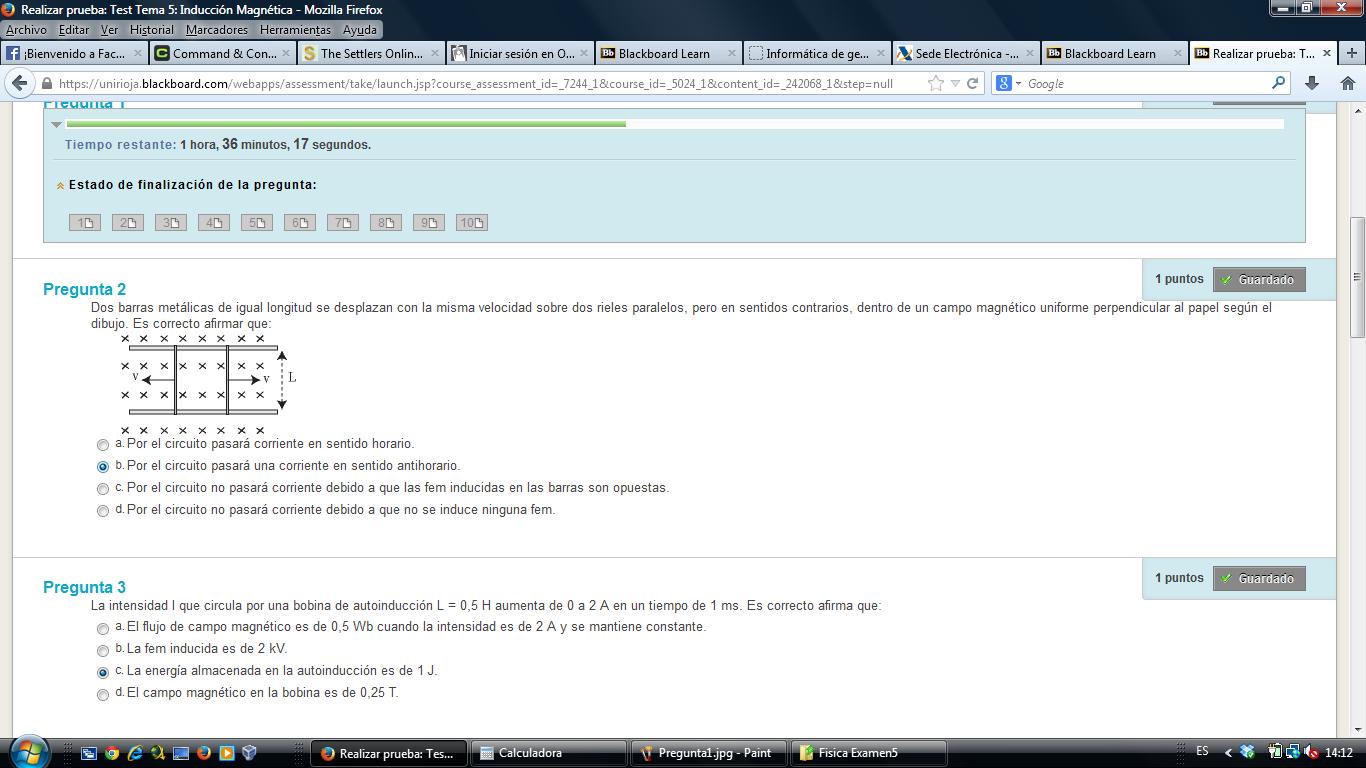 Realizar prueba: Test Tema 5: Inducción Magnética - Mozilla Firefox
Archivo Editar Ver Historial Marcadores Herramientas Ayuda
¡Bienvenido a Fac... Command & Con... The Settlers Onlin... Iniciar sesión en O... Blackboard Learn Informática de ge... Sede Electrónica -... Blackboard Learn Realizar prueba: T...
https://unirioja.blackboard.com/webapps/assessment/take/launch.jsp?course_assessment_id=_7244_1&course_id=_5024_1&content_id=_242068_1&step=null Google
Pregunta 1
Tiempo restante: 1 hora, 36 minutos, 17 segundos.
Estado de finalización de la pregunta:
1 2 3 4 5 6 7 8 9 10
1 puntos Guardado
Pregunta 2
Dos barras metálicas de igual longitud se desplazan con la misma velocidad sobre dos rieles paralelos, pero en sentidos contrarios, dentro de un campo magnético uniforme perpendicular al papel según el
dibujo. Es correcto afirmar que:
v v L
a. Por el circuito pasará corriente en sentido horario.
b. Por el circuito pasará una corriente en sentido antihorario.
c. Por el circuito no pasará corriente debido a que las fem inducidas en las barras son opuestas.
d. Por el circuito no pasará corriente debido a que no se induce ninguna fem.
1 puntos Guardado
Pregunta 3
La intensidad I que circula por una bobina de autoinducción L = 0,5 H aumenta de 0 a 2 A en un tiempo de 1 ms. Es correcto afirma que:
a. El flujo de campo magnético es de 0,5 Wb cuando la intensidad es de 2 A y se mantiene constante.
b. La fem inducida es de 2 kV.
c. La energía almacenada en la autoinducción es de 1 J.
d. El campo magnético en la bobina es de 0,25 T.
Realizar prueba: Tes... Calculadora Pregunta1.jpg - Paint Fisica Examen5 ES 14:12